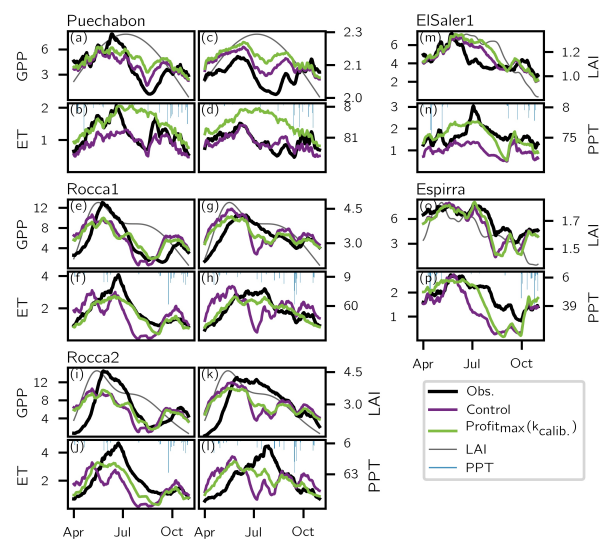 Puechabon
ElSaler1
(a)
(c)
(m)
GPP
6
3
2.3
2.1
2.0
6
4
2
1.2
1.0
LAI
(b)
(d)
(n)
ET
2
1
8
81
3
2
1
8
75
PPT
Rocca1
Espirra
(e)
(g)
(o)
GPP
12
8
4
4.5
3.0
6
3
1.7
1.5
LAI
(f)
(h)
(p)
ET
4
2
9
60
2
1
6
39
PPT
Apr Jul Oct
Rocca2
(i)
(k)
GPP
12
8
4
4.5
3.0
LAI
(j)
(l)
ET
4
2
6
63
PPT
Apr Jul Oct Apr Jul Oct
Obs.
Control
Profitmax(kcalib.)
LAI
PPT